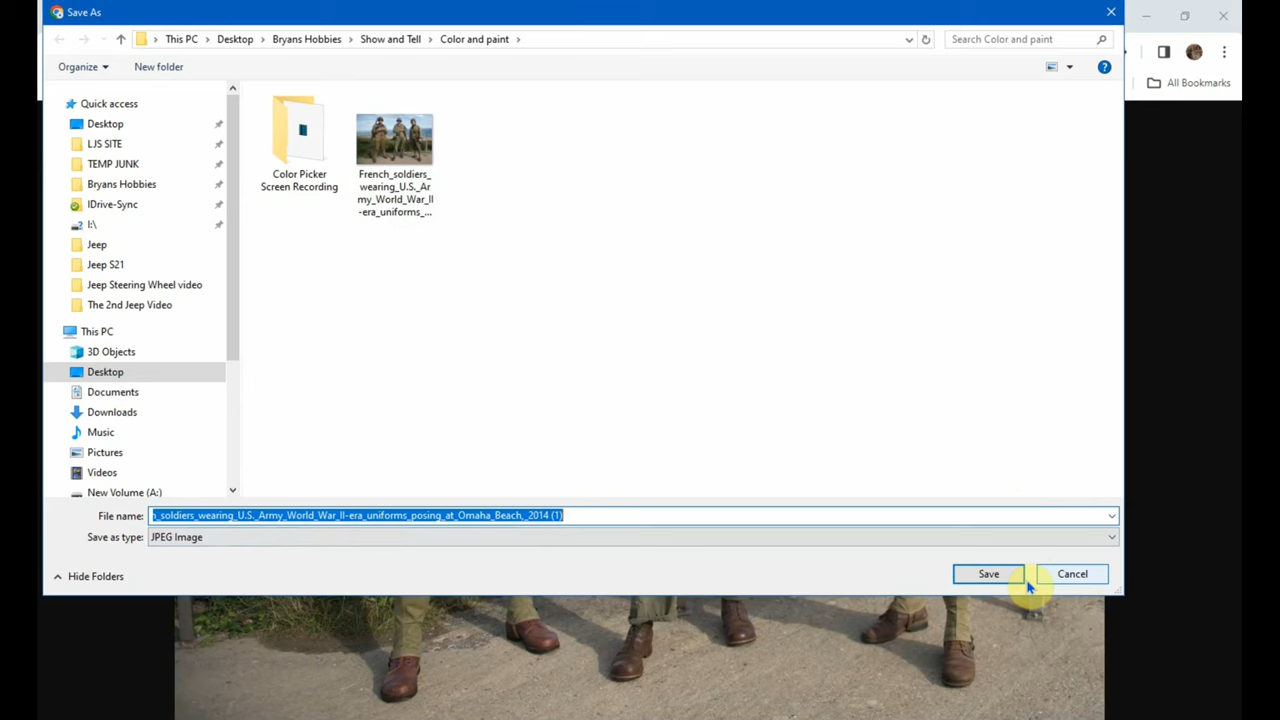 Save As
This PC > Desktop > Bryans Hobbies > Show and Tell > Color and paint >
Search Color and paint
Organize
New folder
All Bookmarks
Quick access
Desktop
LJS SITE
TEMP JUNK
Bryans Hobbies
IDrive-Sync
I:\
Jeep
Jeep S21
Jeep Steering Wheel video
The 2nd Jeep Video
This PC
3D Objects
Desktop
Documents
Downloads
Music
Pictures
Videos
New Volume (A:)
Color Picker
Screen Recording
French_soldiers_
wearing_U.S._Ar
my_World_War_II
-era_uniforms_...
File name: h_soldiers_wearing_U.S._Army_World_War_II-era_uniforms_posing_at_Omaha_Beach,_2014 (1)
Save as type: JPEG Image
Hide Folders
Save
Cancel